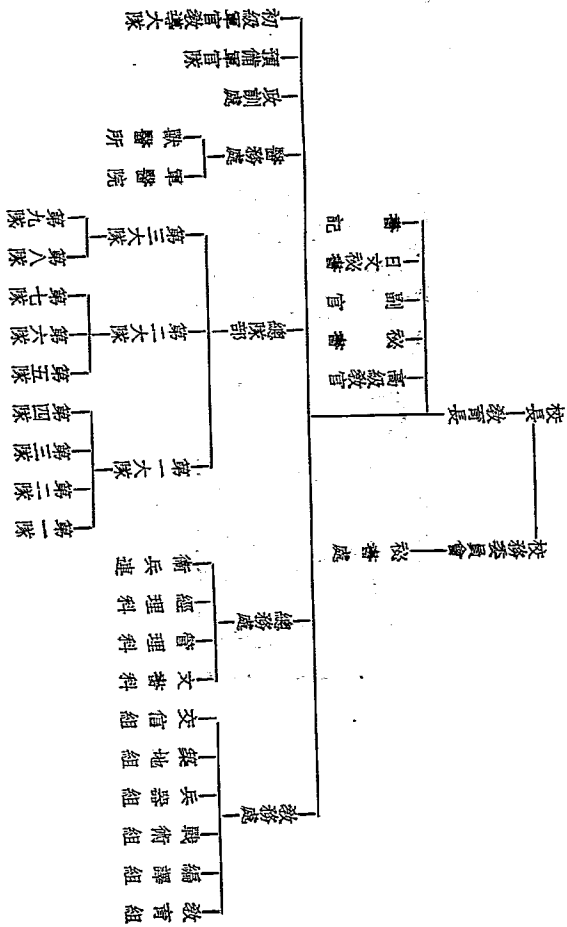 校長
校務委員會
秘書處
教育長
高級教官
秘書
副官
日文秘書
書記
教務處
教育組
編譯組
戰術組
兵器組
築地組
交信組
總務處
文書科
管理科
經理科
衛兵連
總隊部
第一大隊
第一隊
第二隊
第三隊
第四隊
第二大隊
第五隊
第六隊
第七隊
第三大隊
第八隊
第九隊
醫務處
軍醫院
獸醫所
政訓處
預備軍官隊
初級軍官教導大隊